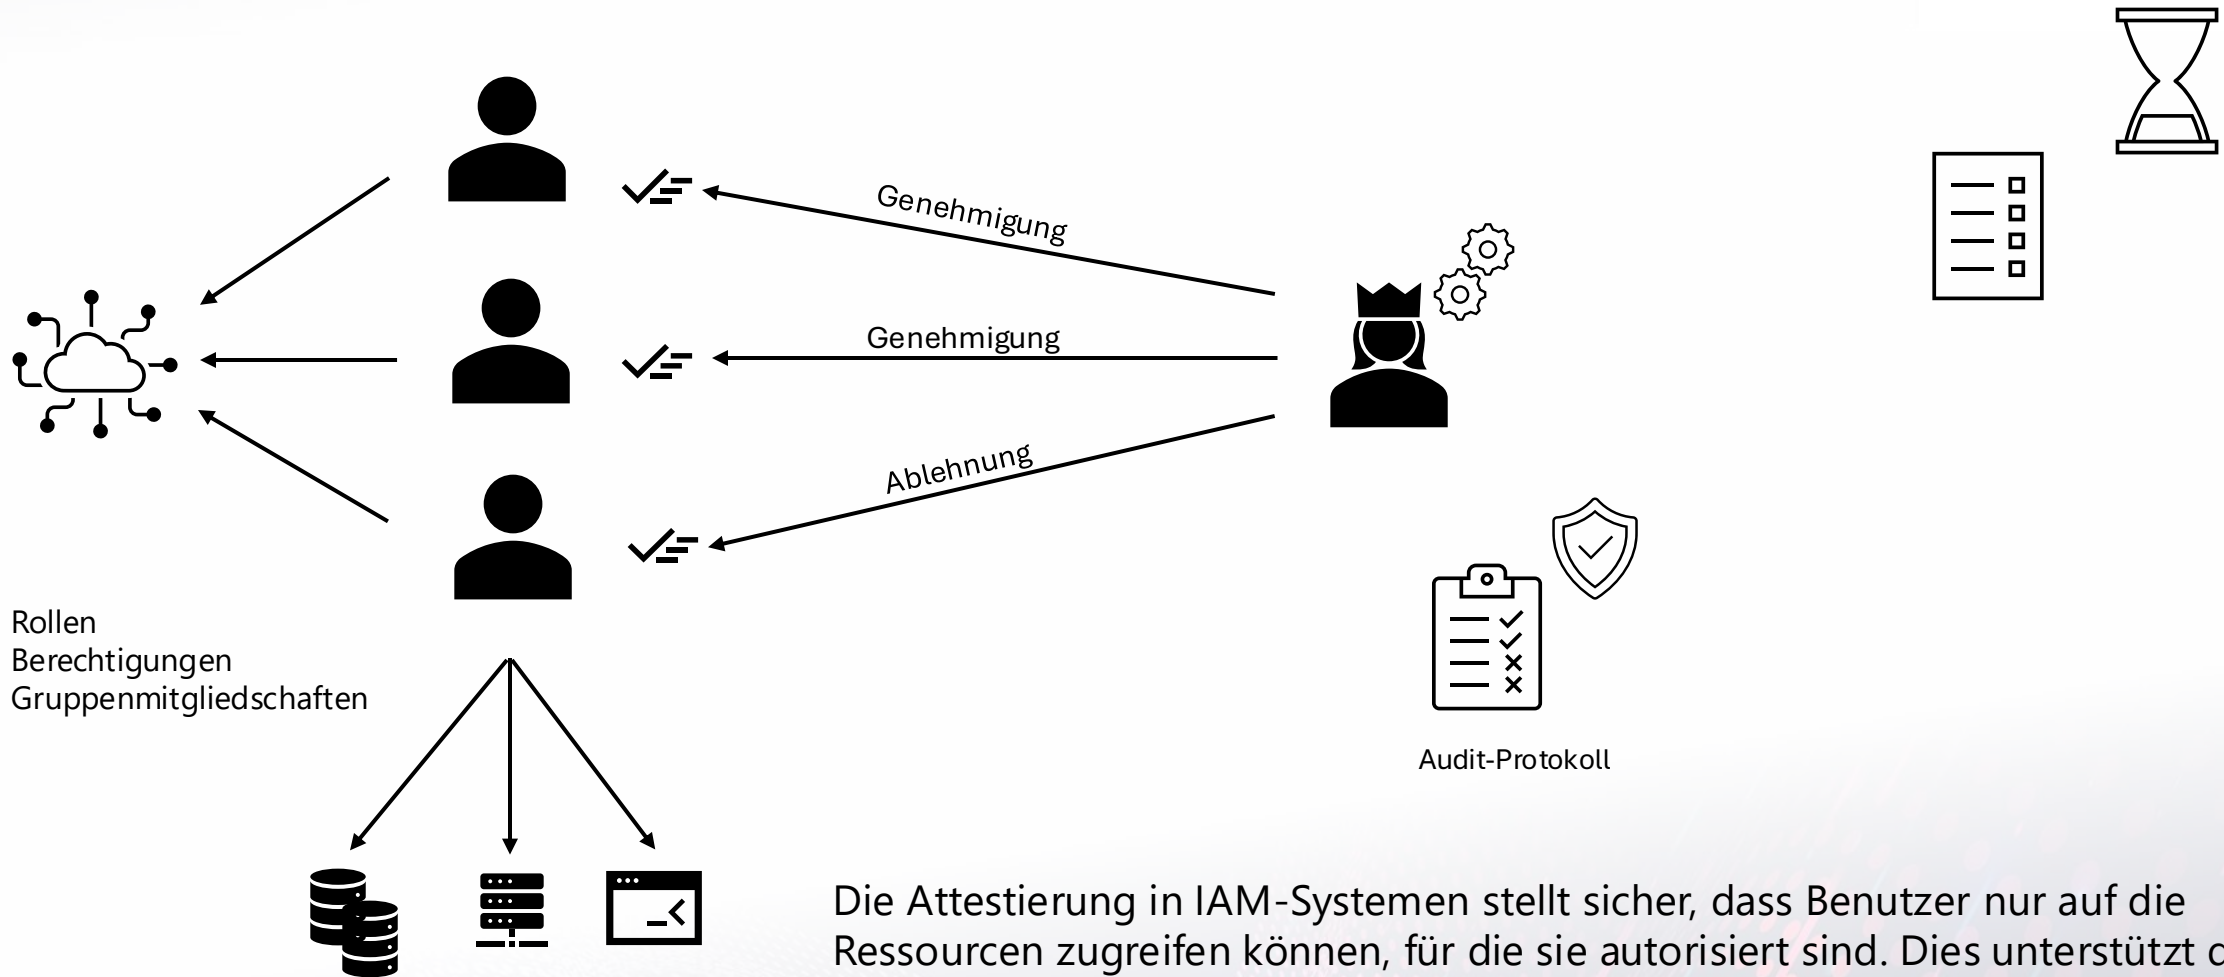 Genehmigung
Genehmigung
Ablehnung
Rollen
Berechtigungen
Gruppenmitgliedschaften
Audit-Protokoll
Die Attestierung in IAM-Systemen stellt sicher, dass Benutzer nur auf die
Ressourcen zugreifen können, für die sie autorisiert sind. Dies unterstützt